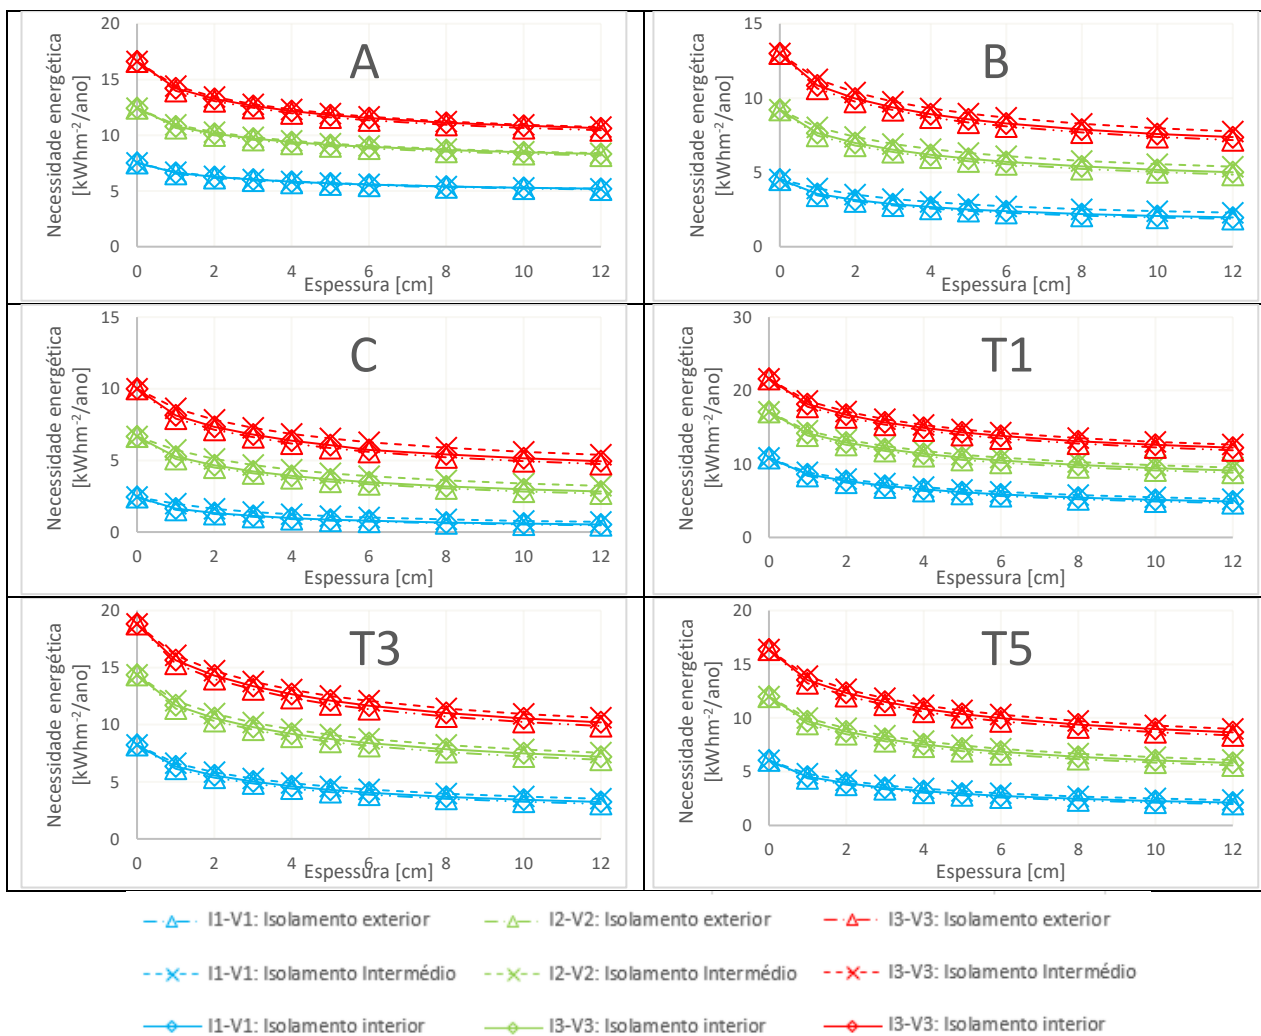 A
Necessidade energética
[kWhm-2/ano]
20
15
10
5
0
0 2 4 6 8 10 12
Espessura [cm]
B
Necessidade energética
[kWhm-2/ano]
15
10
5
0
0 2 4 6 8 10 12
Espessura [cm]
C
Necessidade energética
[kWhm-2/ano]
15
10
5
0
0 2 4 6 8 10 12
Espessura [cm]
T1
Necessidade energética
[kWhm-2/ano]
30
20
10
0
0 2 4 6 8 10 12
Espessura [cm]
T3
Necessidade energética
[kWhm-2/ano]
20
15
10
5
0
0 2 4 6 8 10 12
Espessura [cm]
T5
Necessidade energética
[kWhm-2/ano]
20
15
10
5
0
0 2 4 6 8 10 12
Espessura [cm]
I1-V1: Isolamento exterior I2-V2: Isolamento exterior I3-V3: Isolamento exterior
I1-V1: Isolamento Intermédio I2-V2: Isolamento Intermédio I3-V3: Isolamento Intermédio
I1-V1: Isolamento interior I3-V3: Isolamento interior I3-V3: Isolamento interior